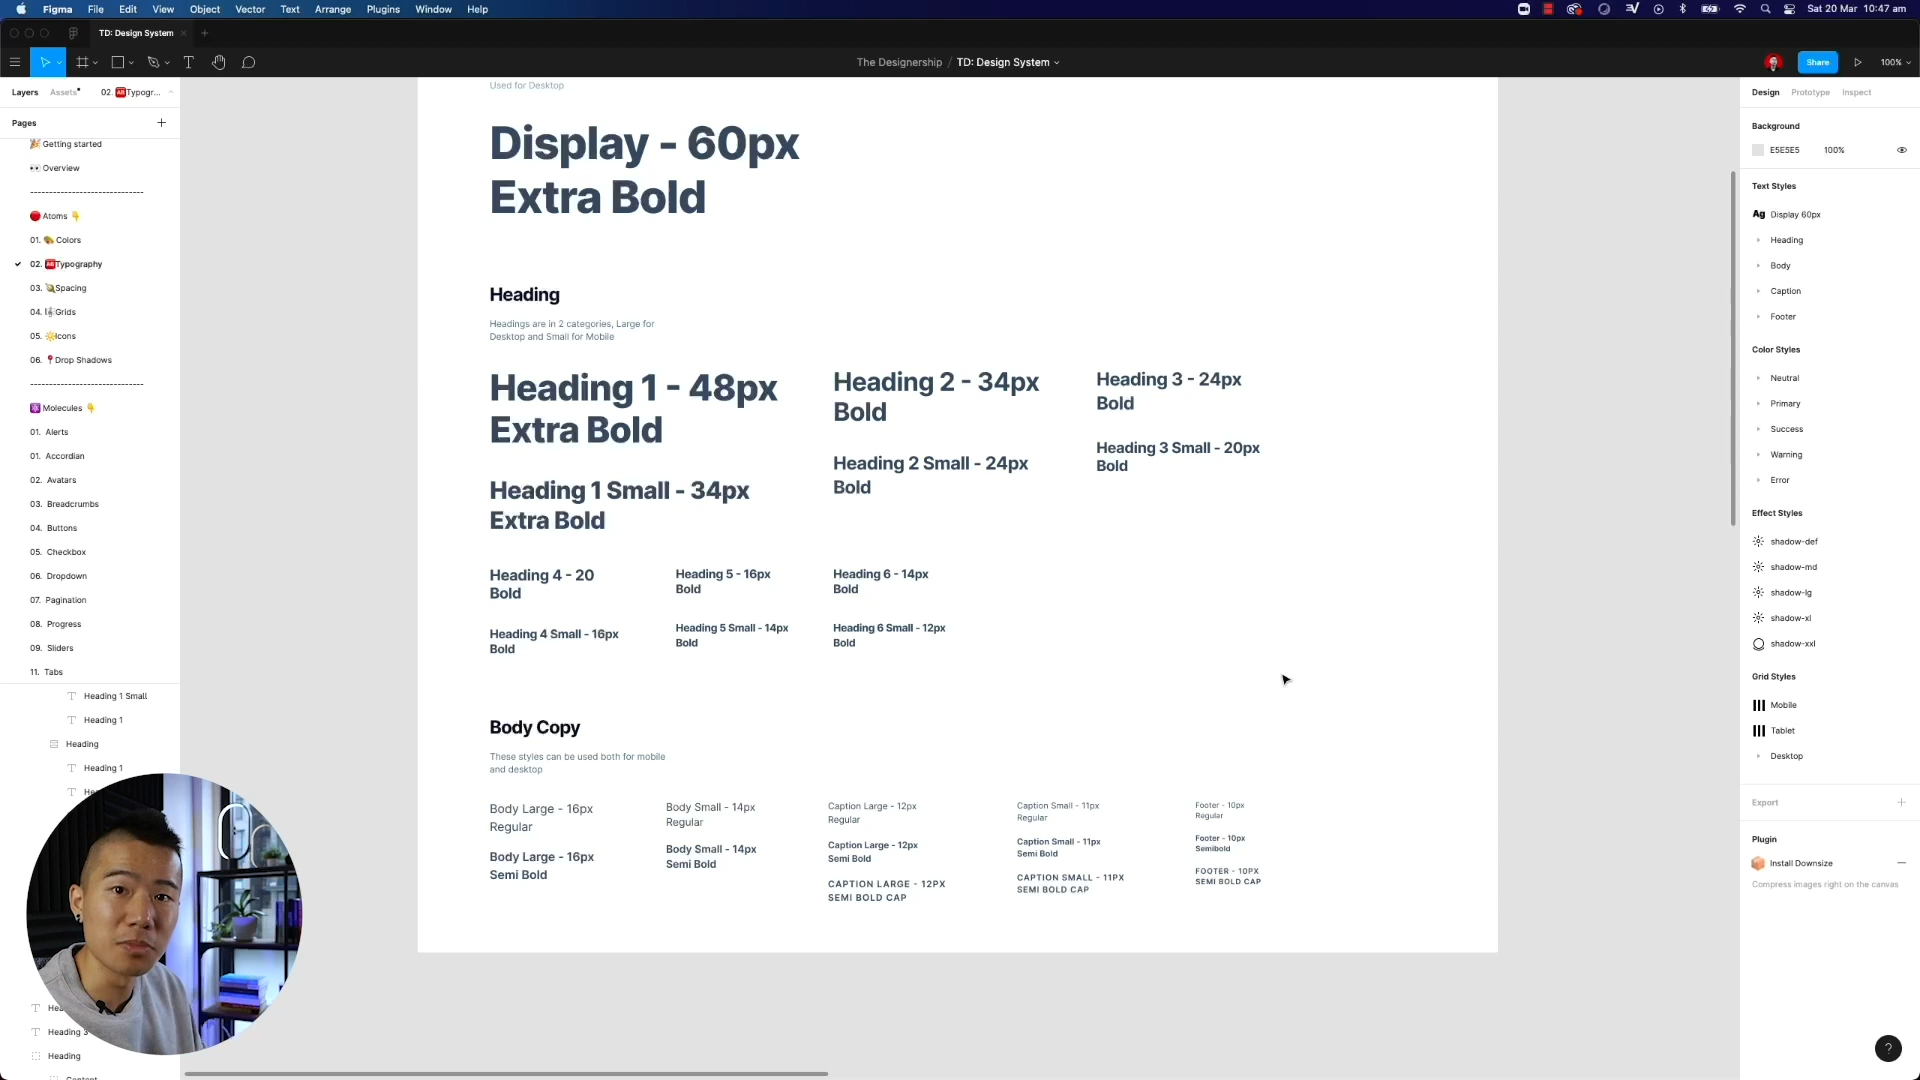 Figma File Edit View Object Vector Text Arrange Plugins Window Help
Sat 20 Mar 10:47 am
TD: Design System
The Designership / TD: Design System
Share
100%
Layers
Assets
02. 🆎Typogr...
Design
Prototype
Inspect
Pages
🎉 Getting started
👀 Overview
------------------------------
🔴 Atoms 👇
01. 🎨 Colors
02. 🆎Typography
03. Spacing
04. 🎼Grids
05. Icons
06. 📍Drop Shadows
------------------------------
⚛️ Molecules 👇
01. Alerts
01. Accordian
02. Avatars
03. Breadcrumbs
04. Buttons
05. Checkbox
06. Dropdown
07. Pagination
08. Progress
09. Sliders
11. Tabs
Heading 1 Small
Heading 1
Heading
Heading 1
Heading 3
Heading
Content
Used for Desktop
Display - 60px
Extra Bold
Heading
Headings are in 2 categories, Large for
Desktop and Small for Mobile
Heading 1 - 48px
Extra Bold
Heading 1 Small - 34px
Extra Bold
Heading 2 - 34px
Bold
Heading 2 Small - 24px
Bold
Heading 3 - 24px
Bold
Heading 3 Small - 20px
Bold
Heading 4 - 20
Bold
Heading 4 Small - 16px
Bold
Heading 5 - 16px
Bold
Heading 5 Small - 14px
Bold
Heading 6 - 14px
Bold
Heading 6 Small - 12px
Bold
Body Copy
These styles can be used both for mobile
and desktop
Body Large - 16px
Regular
Body Large - 16px
Semi Bold
Body Small - 14px
Regular
Body Small - 14px
Semi Bold
Caption Large - 12px
Regular
Caption Large - 12px
Semi Bold
CAPTION LARGE - 12PX
SEMI BOLD CAP
Caption Small - 11px
Regular
Caption Small - 11px
Semi Bold
CAPTION SMALL - 11PX
SEMI BOLD CAP
Footer - 10px
Regular
Footer - 10px
Semibold
FOOTER - 10PX
SEMI BOLD CAP
Background
E5E5E5 100%
Text Styles
Ag Display 60px
Heading
Body
Caption
Footer
Color Styles
Neutral
Primary
Success
Warning
Error
Effect Styles
shadow-def
shadow-md
shadow-lg
shadow-xl
shadow-xxl
Grid Styles
Mobile
Tablet
Desktop
Export
Plugin
Install Downsize
Compress images right on the canvas
?